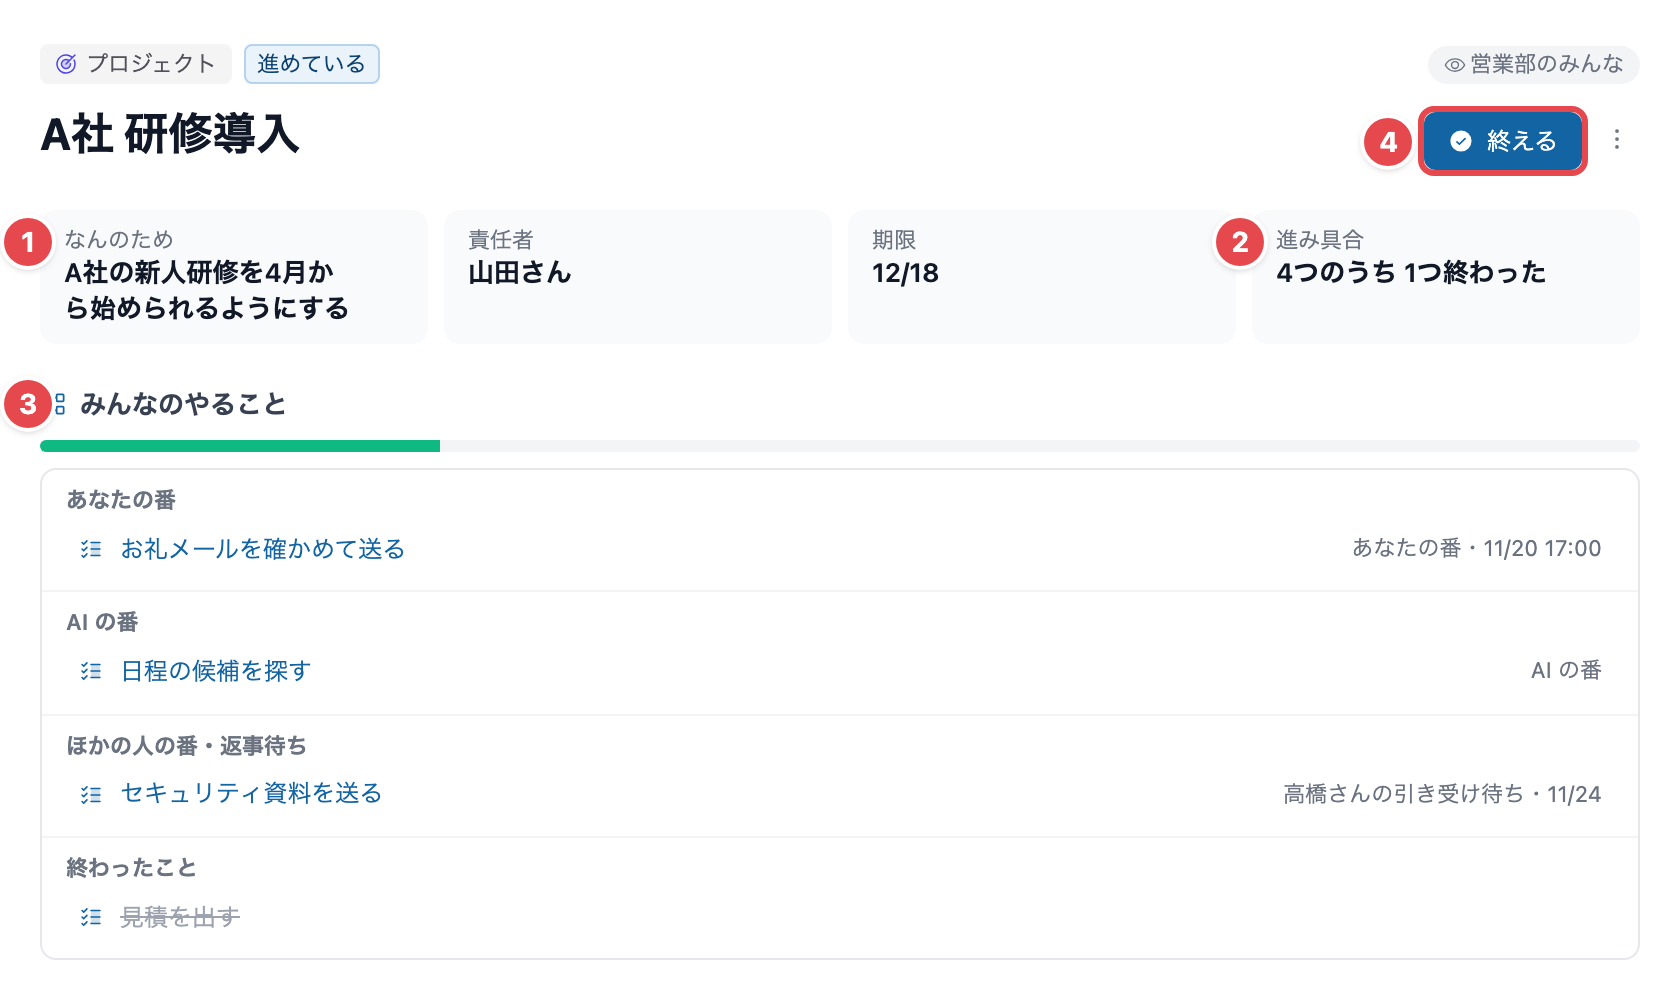 プロジェクト
進めている
営業部のみんな
A社 研修導入
4
終える
1
なんのため
A社の新人研修を4月か
ら始められるようにする
責任者
山田さん
期限
12/18
2
進み具合
4つのうち 1つ終わった
3
みんなのやること
あなたの番
お礼メールを確かめて送る
あなたの番・11/20 17:00
AI の番
日程の候補を探す
AI の番
ほかの人の番・返事待ち
セキュリティ資料を送る
高橋さんの引き受け待ち・11/24
終わったこと
見積を出す